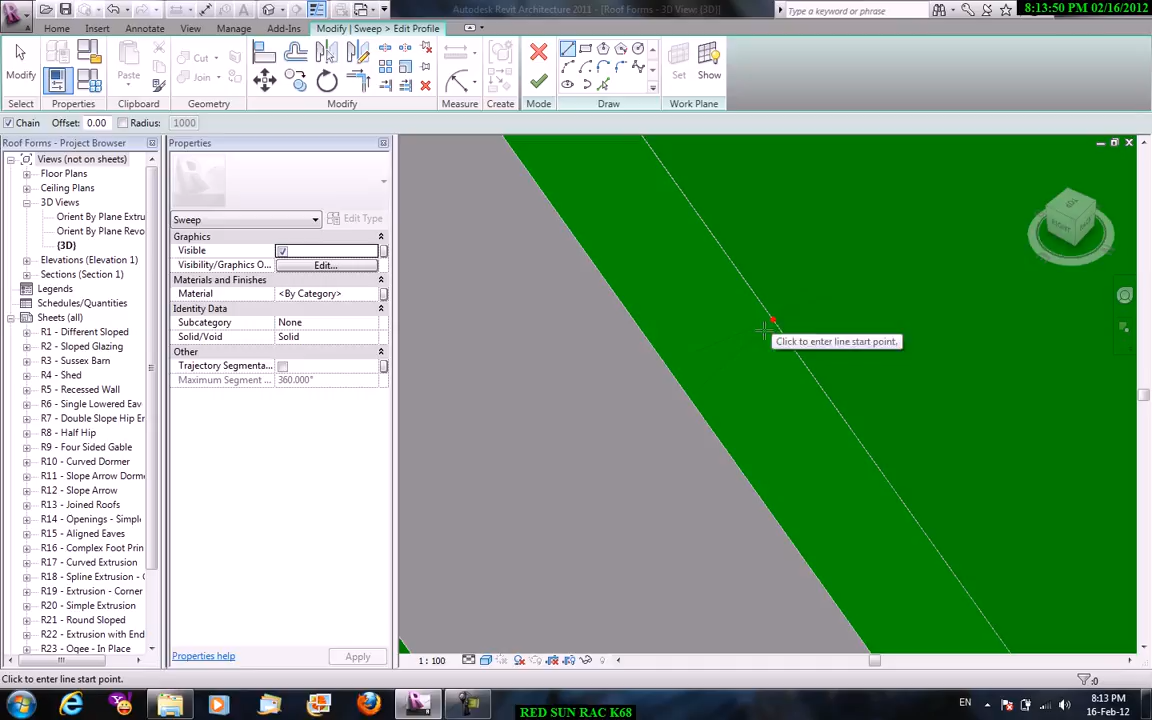 Autodesk Revit Architecture 2011 - [Roof Forms - 3D View: {3D}]
Type a keyword or phrase
8:13:50 PM 02/16/2012
Home
Insert
Annotate
View
Manage
Add-Ins
Modify | Sweep > Edit Profile
Modify
Paste
Cut
Join
Set
Show
Select
Properties
Clipboard
Geometry
Modify
Measure
Create
Mode
Draw
Work Plane
Chain
Offset: 0.00
Radius: 1000
Roof Forms - Project Browser
Views (not on sheets)
Floor Plans
Ceiling Plans
3D Views
Orient By Plane Extru
Orient By Plane Revo
{3D}
Elevations (Elevation 1)
Sections (Section 1)
Legends
Schedules/Quantities
Sheets (all)
R1 - Different Sloped
R2 - Sloped Glazing
R3 - Sussex Barn
R4 - Shed
R5 - Recessed Wall
R6 - Single Lowered Eav
R7 - Double Slope Hip Er
R8 - Half Hip
R9 - Four Sided Gable
R10 - Curved Dormer
R11 - Slope Arrow Dorm
R12 - Slope Arrow
R13 - Joined Roofs
R14 - Openings - Simple
R15 - Aligned Eaves
R16 - Complex Foot Prin
R17 - Curved Extrusion
R18 - Spline Extrusion - C
R19 - Extrusion - Corner
R20 - Simple Extrusion
R21 - Round Sloped
R22 - Extrusion with End
R23 - Ogee - In Place
Properties
Sweep
Edit Type
Graphics
Visible
Visibility/Graphics O...
Edit...
Materials and Finishes
Material
<By Category>
Identity Data
Subcategory
None
Solid/Void
Solid
Other
Trajectory Segmenta...
Maximum Segment ...
360.000°
Properties help
Apply
RIGHT
Click to enter line start point.
1 : 100
Click to enter line start point.
:0
EN
8:13 PM
16-Feb-12
RED SUN RAC K68